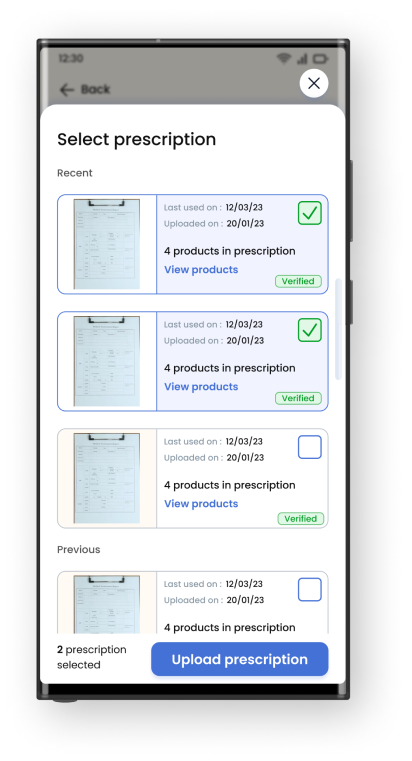 12:30
Back
Select prescription
Recent
Last used on : 12/03/23
Uploaded on : 20/01/23
4 products in prescription
View products
Verified
Last used on : 12/03/23
Uploaded on : 20/01/23
4 products in prescription
View products
Verified
Last used on : 12/03/23
Uploaded on : 20/01/23
4 products in prescription
View products
Verified
Previous
Last used on : 12/03/23
Uploaded on : 20/01/23
4 products in prescription
2 prescription
selected
Upload prescription